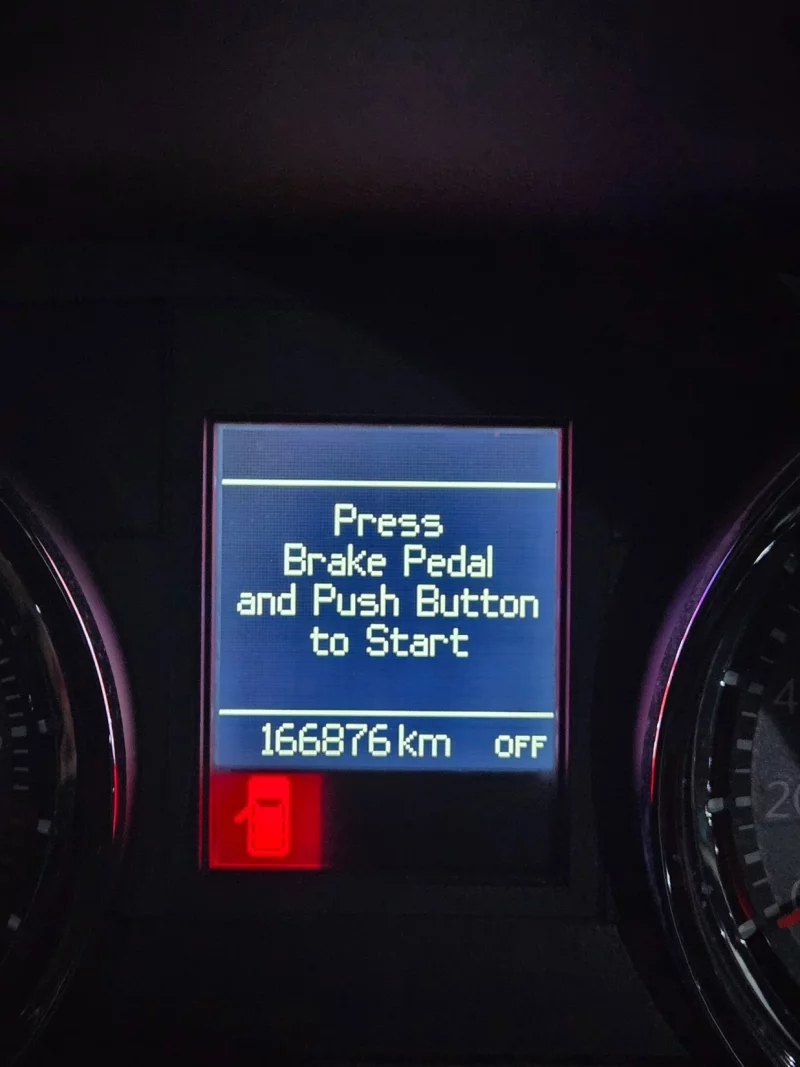 Press
Brake Pedal
and Push Button
to Start
166876 km OFF